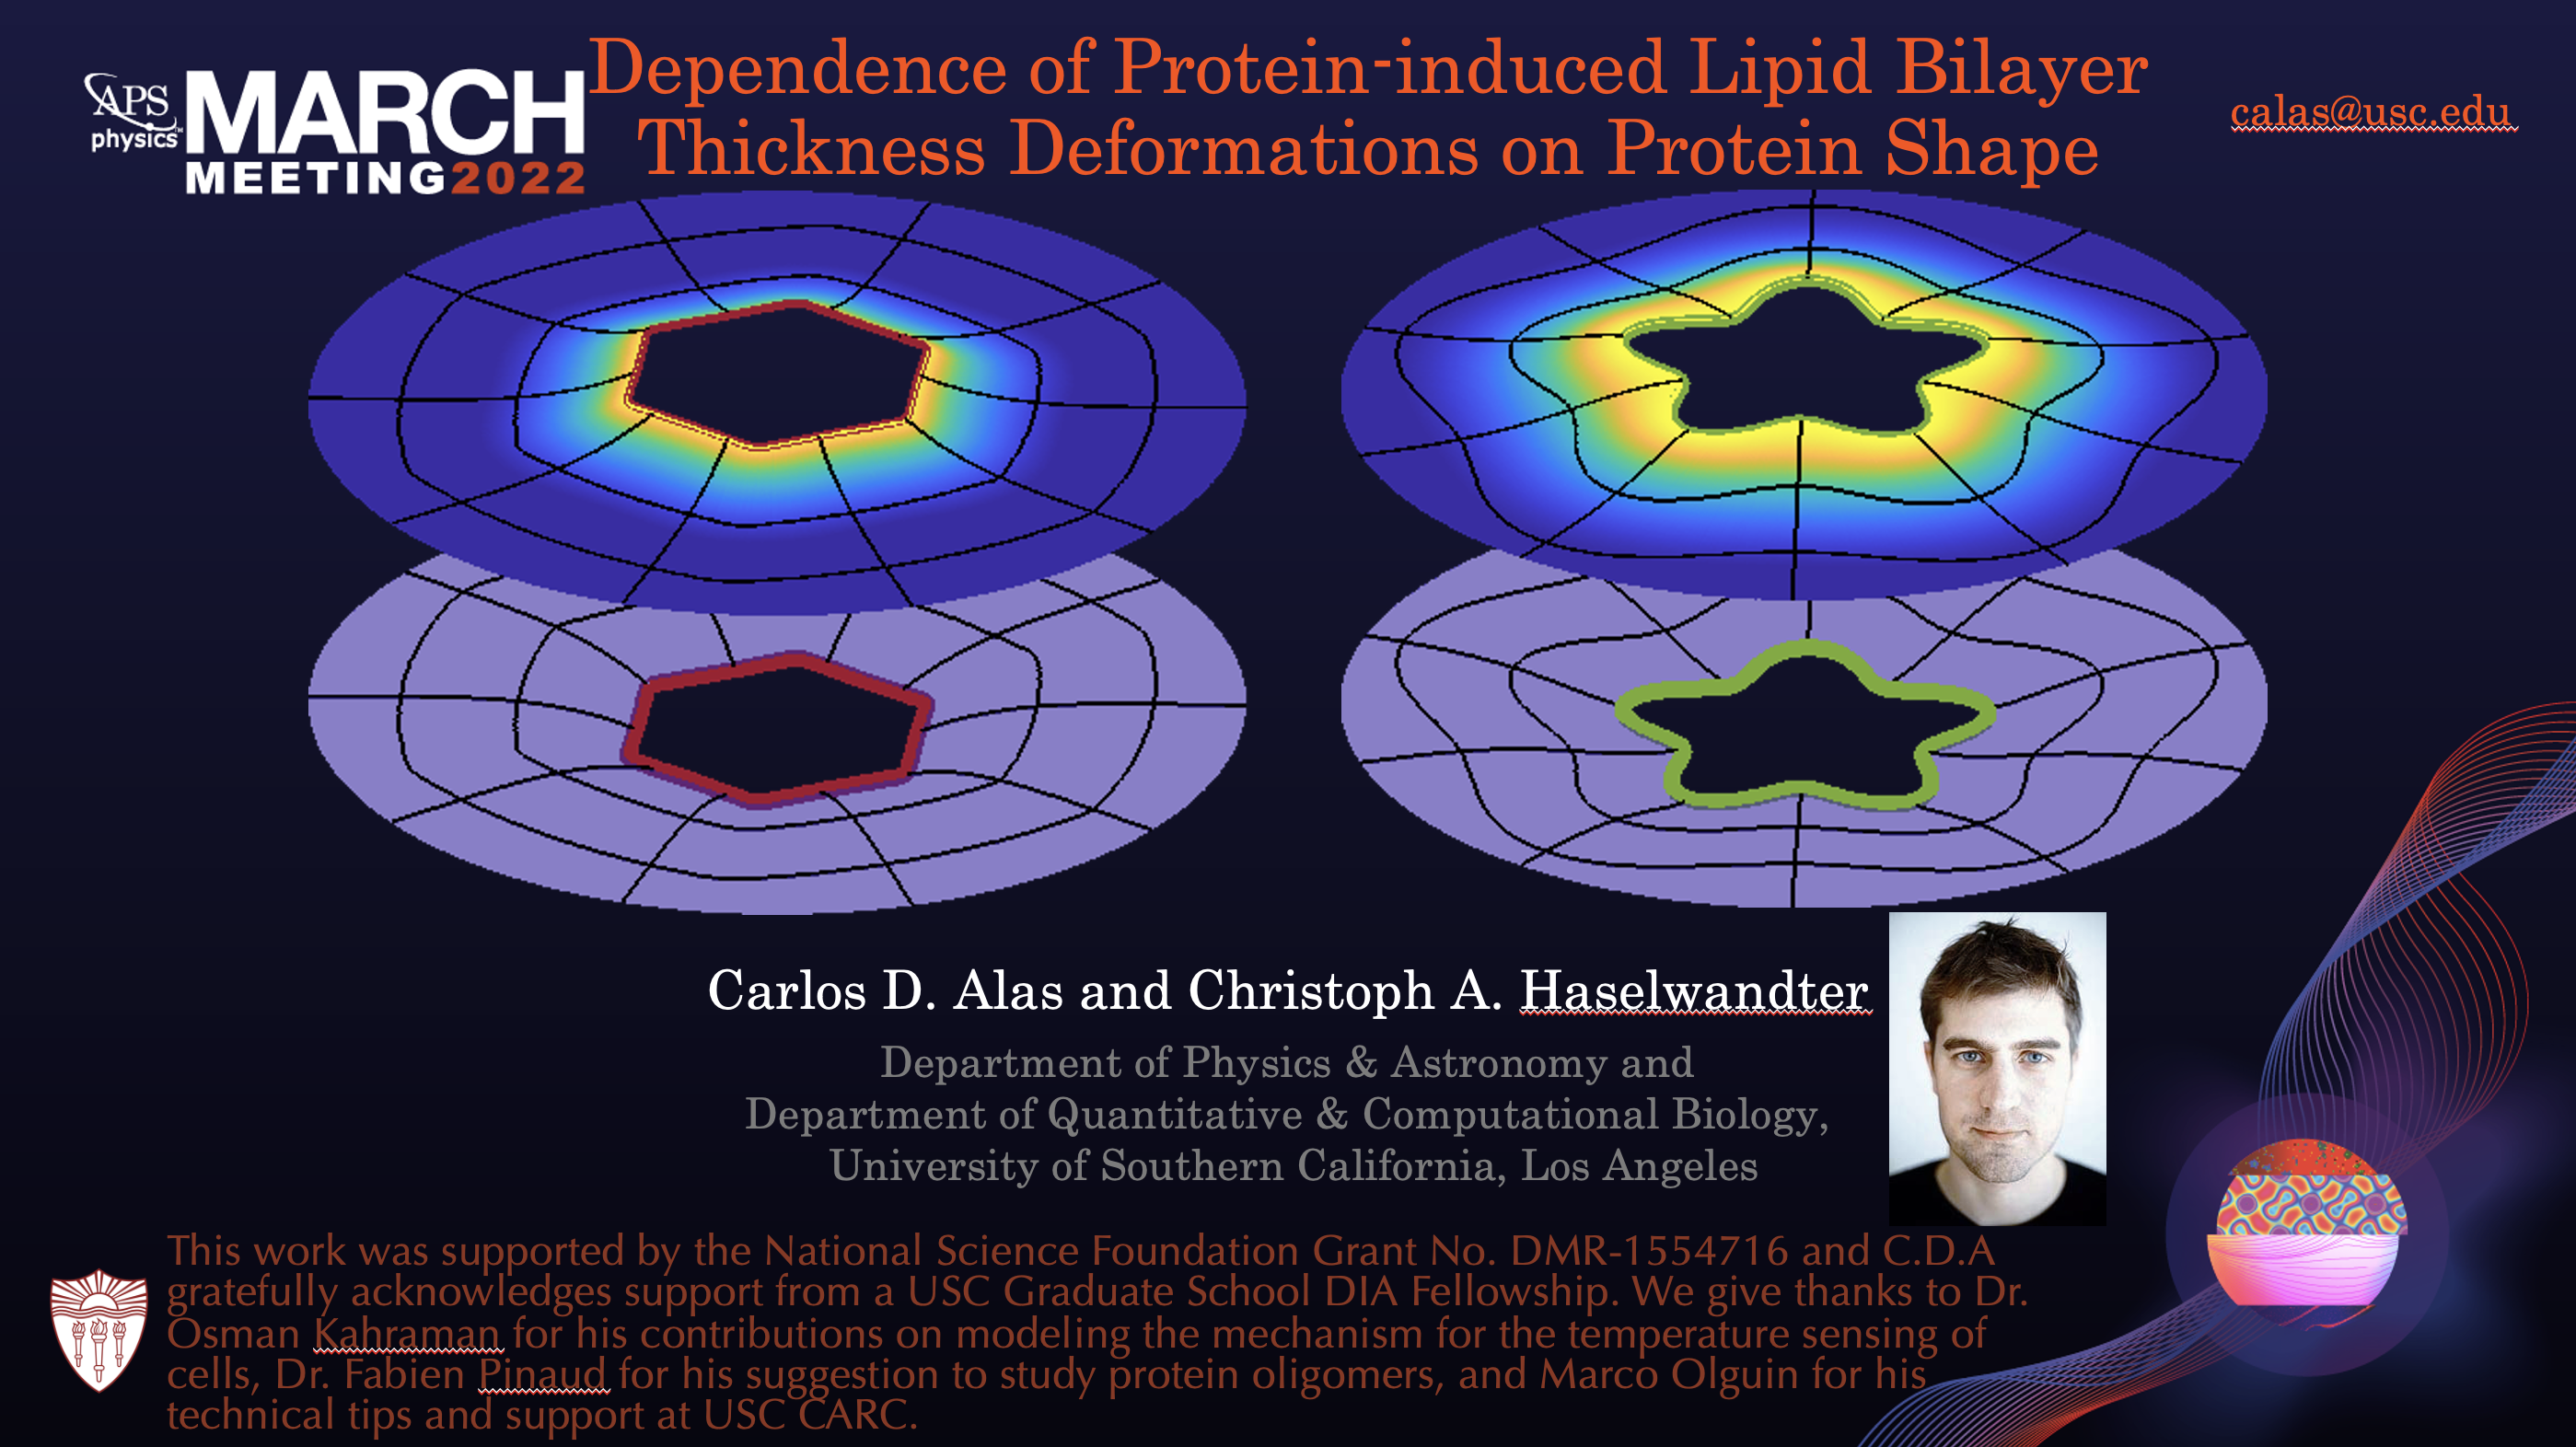 APS
physics
MARCH
MEETING 2022
Dependence of Protein-induced Lipid Bilayer
Thickness Deformations on Protein Shape
calas@usc.edu
Carlos D. Alas and Christoph A. Haselwandter
Department of Physics & Astronomy and
Department of Quantitative & Computational Biology,
University of Southern California, Los Angeles
This work was supported by the National Science Foundation Grant No. DMR-1554716 and C.D.A
gratefully acknowledges support from a USC Graduate School DIA Fellowship. We give thanks to Dr.
Osman Kahraman for his contributions on modeling the mechanism for the temperature sensing of
cells, Dr. Fabien Pinaud for his suggestion to study protein oligomers, and Marco Olguin for his
technical tips and support at USC CARC.